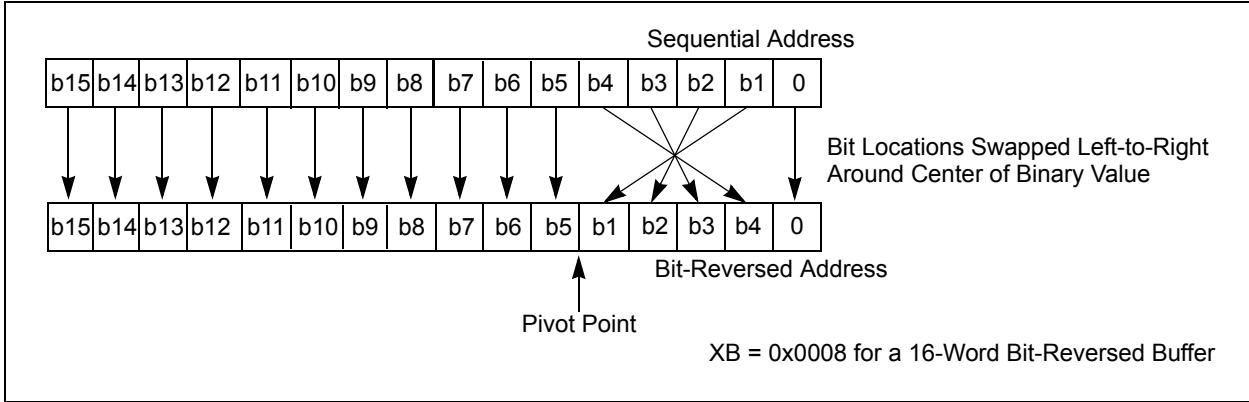 Sequential Address
b15 b14 b13 b12 b11 b10 b9 b8 b7 b6 b5 b4 b3 b2 b1 0
Bit Locations Swapped Left-to-Right
Around Center of Binary Value
b15 b14 b13 b12 b11 b10 b9 b8 b7 b6 b5 b1 b2 b3 b4 0
Bit-Reversed Address
Pivot Point
XB = 0x0008 for a 16-Word Bit-Reversed Buffer